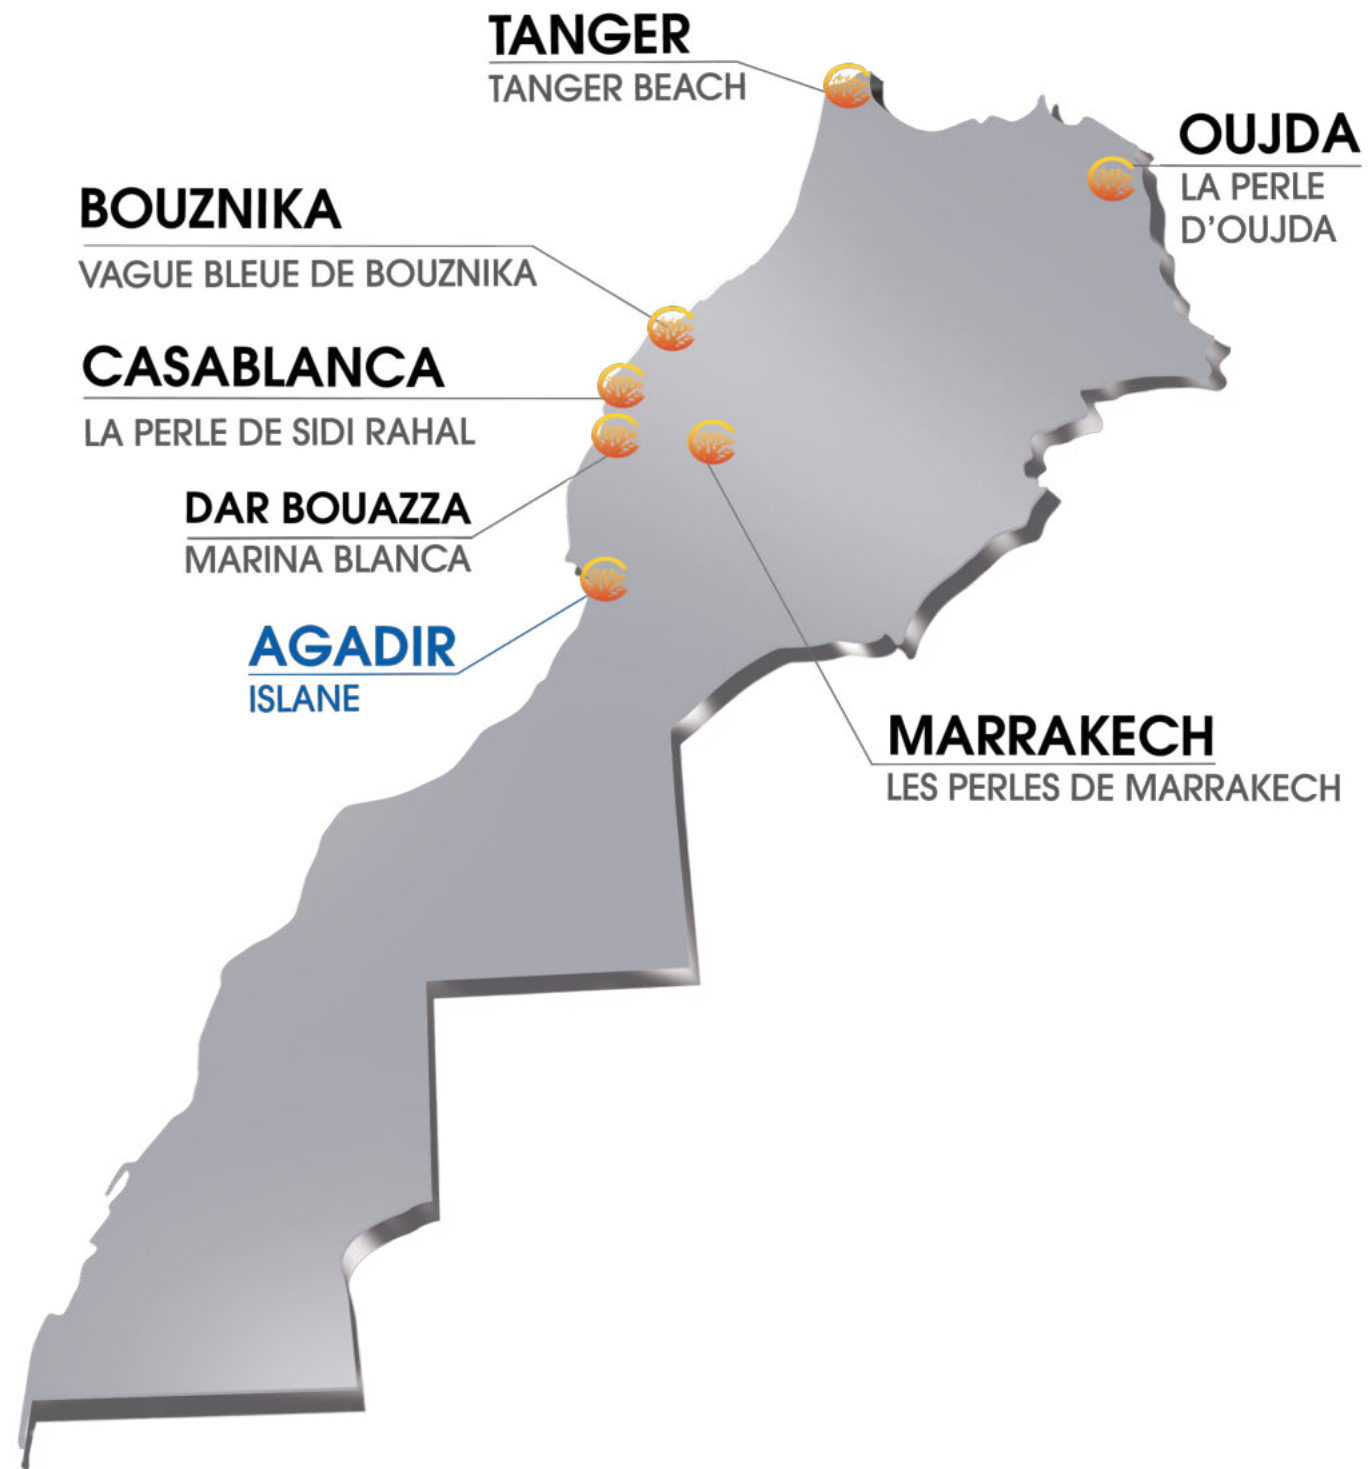 TANGER
TANGER BEACH
OUJDA
LA PERLE
D'OUJDA
BOUZNIKA
VAGUE BLEUE DE BOUZNIKA
CASABLANCA
LA PERLE DE SIDI RAHAL
DAR BOUAZZA
MARINA BLANCA
AGADIR
ISLANE
MARRAKECH
LES PERLES DE MARRAKECH